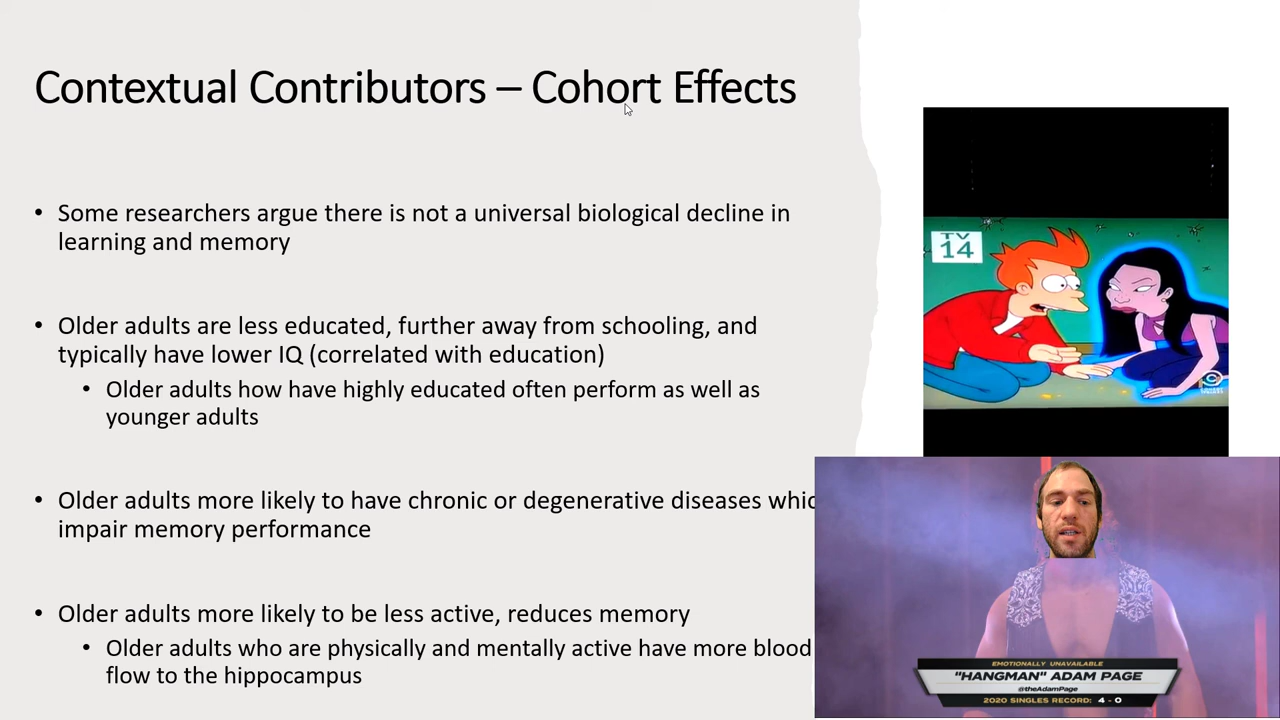 Contextual Contributors – Cohort Effects
• Some researchers argue there is not a universal biological decline in
learning and memory
• Older adults are less educated, further away from schooling, and
typically have lower IQ (correlated with education)
• Older adults how have highly educated often perform as well as
younger adults
• Older adults more likely to have chronic or degenerative diseases whic
impair memory performance
• Older adults more likely to be less active, reduces memory
• Older adults who are physically and mentally active have more blood
flow to the hippocampus
TV
14
EMOTIONALLY UNAVAILABLE
"HANGMAN" ADAM PAGE
@theAdamPage
2020 SINGLES RECORD: 4 - 0